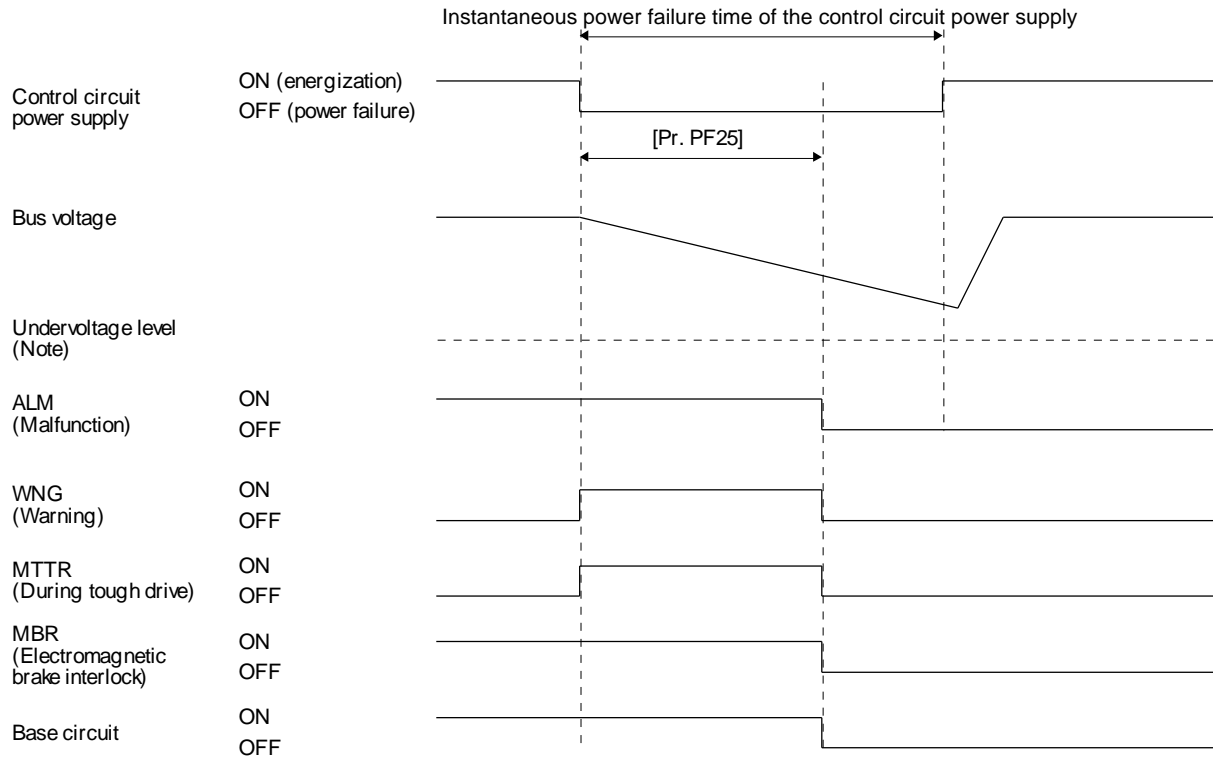 Instantaneous power failure time of the control circuit power supply
Control circuit
power supply
ON (energization)
OFF (power failure)
[Pr. PF25]
Bus voltage
Undervoltage level
(Note)
ALM
(Malfunction)
ON
OFF
WNG
(Warning)
ON
OFF
MTTR
(During tough drive)
ON
OFF
MBR
(Electromagnetic
brake interlock)
ON
OFF
Base circuit
ON
OFF